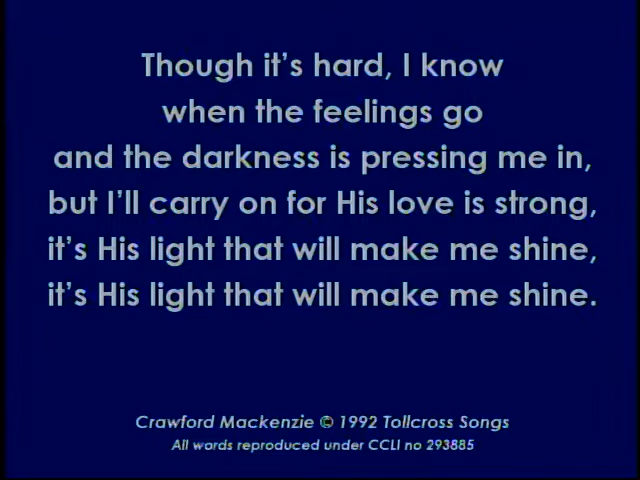 Though it's hard, I know
when the feelings go
and the darkness is pressing me in,
but I'll carry on for His love is strong,
it's His light that will make me shine,
it's His light that will make me shine.
Crawford Mackenzie © 1992 Tollcross Songs
All words reproduced under CCLI no 293885